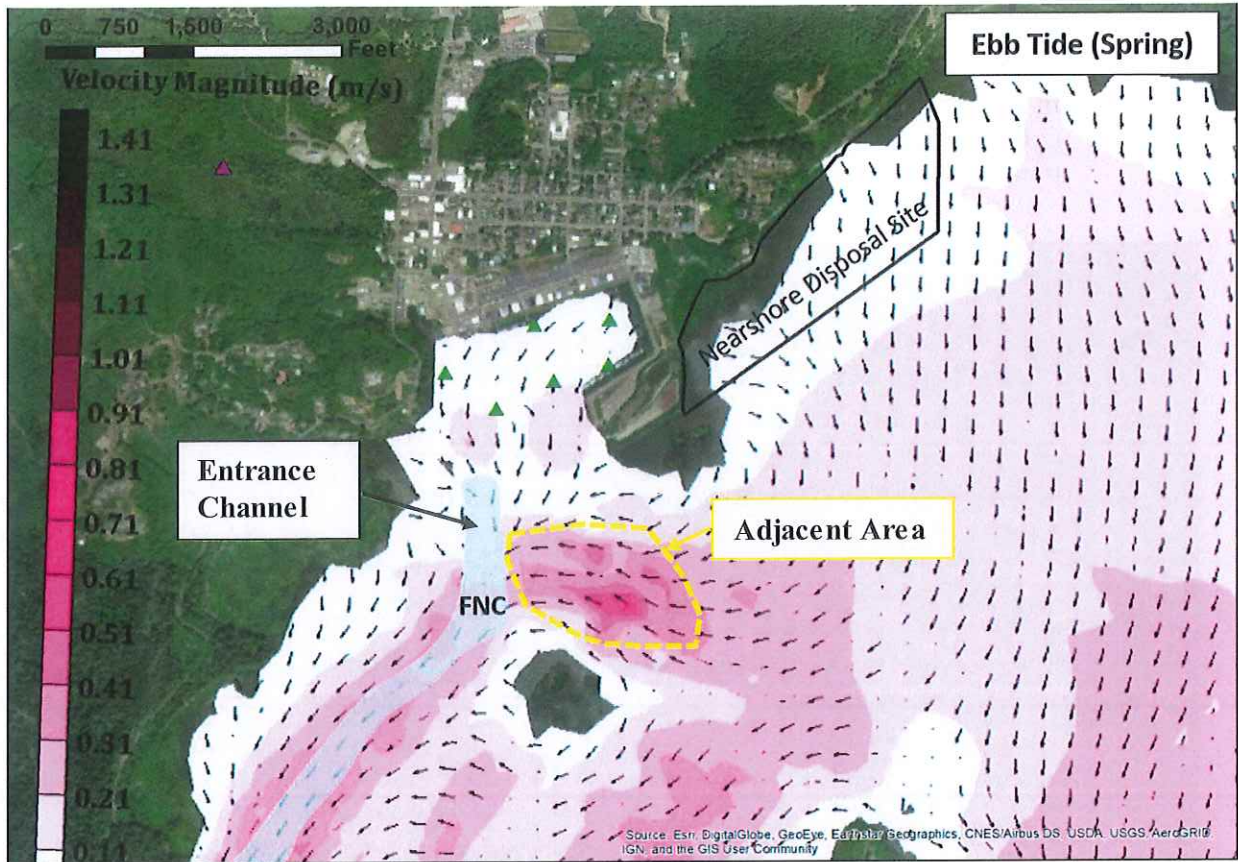 0 750 1,500 3,000
Feet
Ebb Tide (Spring)
Velocity Magnitude (m/s)
1.41
1.31
1.21
1.11
1.01
0.91
0.81
0.71
0.61
0.51
0.41
0.31
0.21
0.11
Nearshore Disposal Site
Entrance
Channel
Adjacent Area
FNC
Source: Esri, DigitalGlobe, GeoEye, Earthstar Geographics, CNES/Airbus DS, USDA, USGS, AeroGRID,
IGN, and the GIS User Community